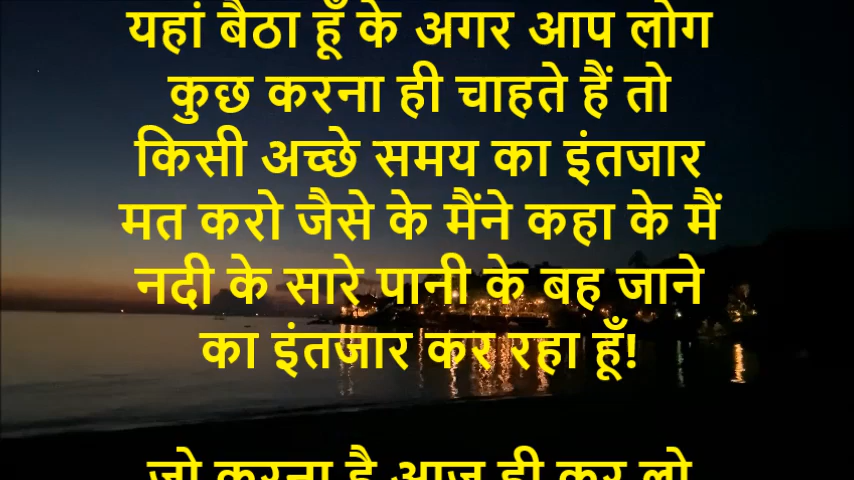 यहां बैठा हूँ के अगर आप लोग
कुछ करना ही चाहते हैं तो
किसी अच्छे समय का इंतजार
मत करो जैसे के मैंने कहा के मैं
नदी के सारे पानी के बह जाने
का इंतजार कर रहा हूँ!
जो करना है आज ही कर लो